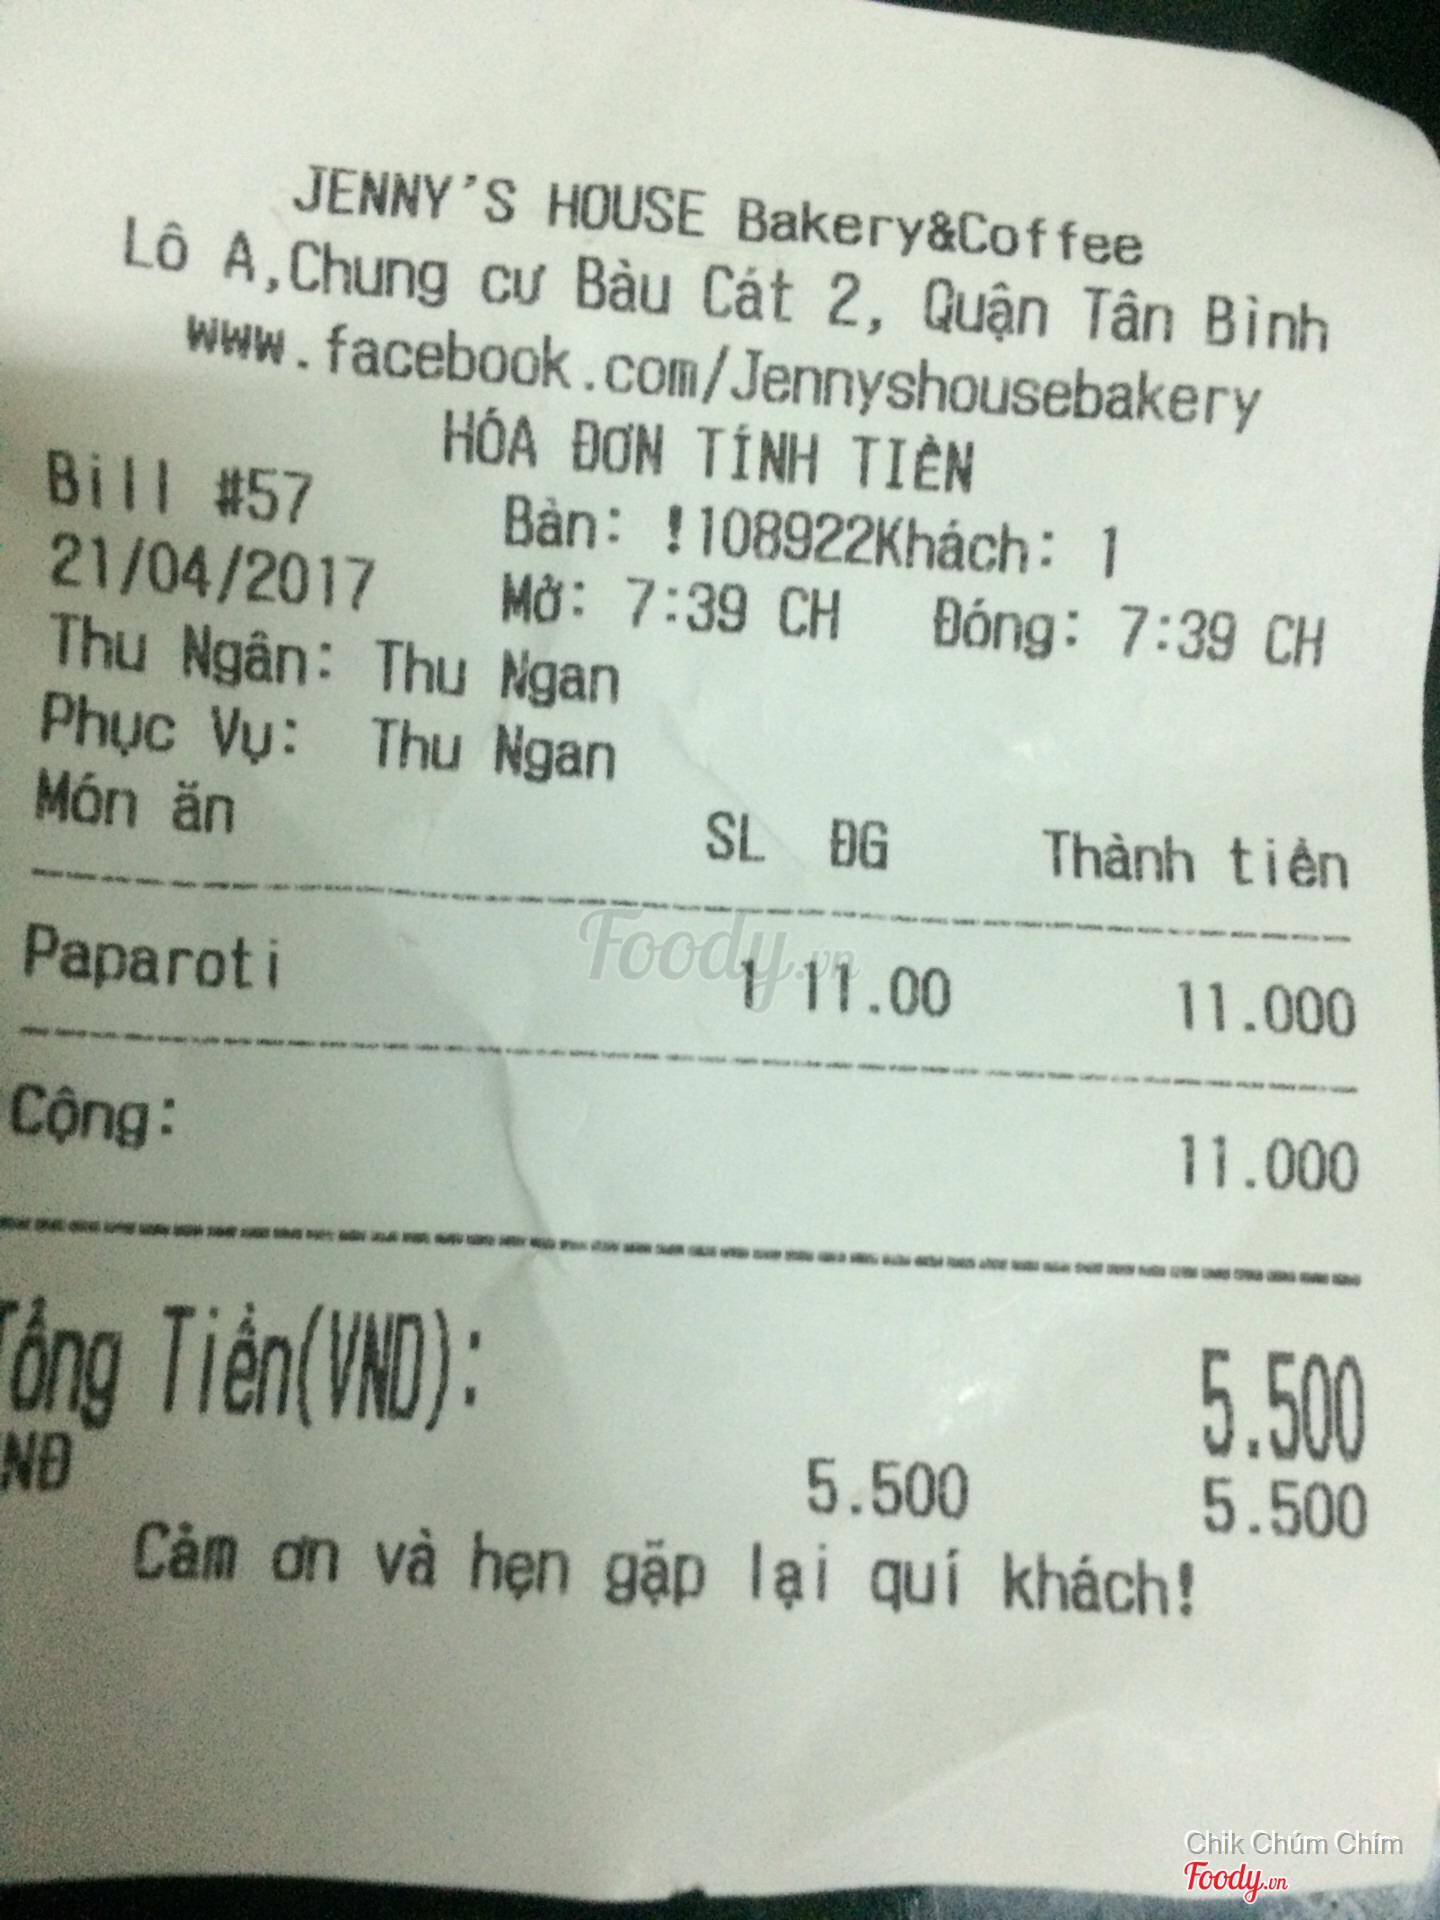 JENNY'S HOUSE Bakery&Coffee
Lô A,Chung cư Bàu Cát 2, Quận Tân Bình
www.facebook.com/Jennyshousebakery
HÓA ĐƠN TÍNH TIỀN
Bill #57 Bàn: !108922Khách: 1
21/04/2017 Mở: 7:39 CH Đóng: 7:39 CH
Thu Ngân: Thu Ngan
Phục Vụ: Thu Ngan
Món ăn SL ĐG Thành tiền
Paparoti 1 11.00 11.000
Cộng: 11.000
Tổng Tiền(VND): 5.500
NĐ 5.500 5.500
Cảm ơn và hẹn gặp lại quí khách!
Foody.vn
Chik Chúm Chím
Foody.vn